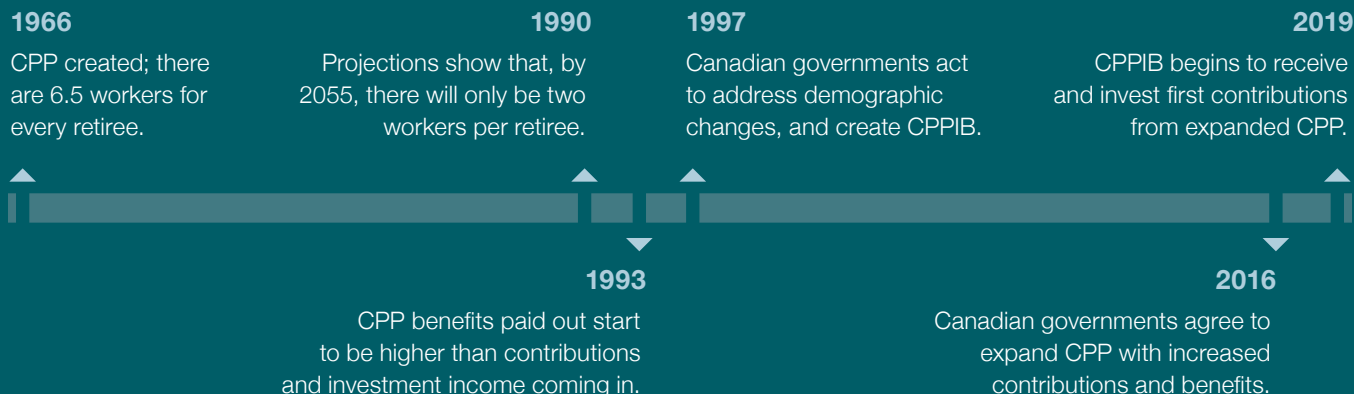 1966
CPP created; there
are 6.5 workers for
every retiree.
1990
Projections show that, by
2055, there will only be two
workers per retiree.
1993
CPP benefits paid out start
to be higher than contributions
and investment income coming in.
1997
Canadian governments act
to address demographic
changes, and create CPPIB.
2016
Canadian governments agree to
expand CPP with increased
contributions and benefits.
2019
CPPIB begins to receive
and invest first contributions
from expanded CPP.